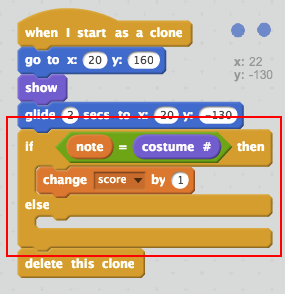 when I start as a clone
go to x: 20 y: 160
show
x: 22
y: -130
glide 2 secs to x: 20 y: -130
if note = costume # then
change score by 1
else
delete this clone